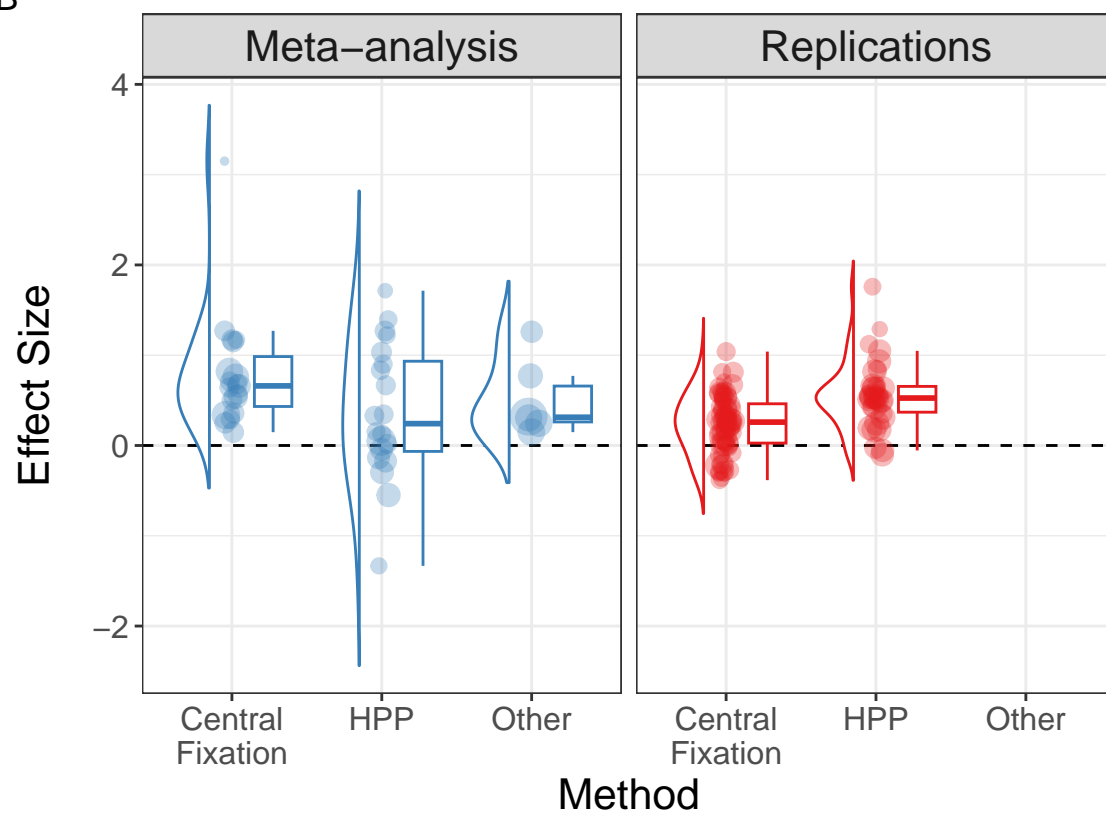 B
Meta−analysis
Replications
Effect Size
4
2
0
−2
Central
Fixation
HPP
Other
Central
Fixation
HPP
Other
Method